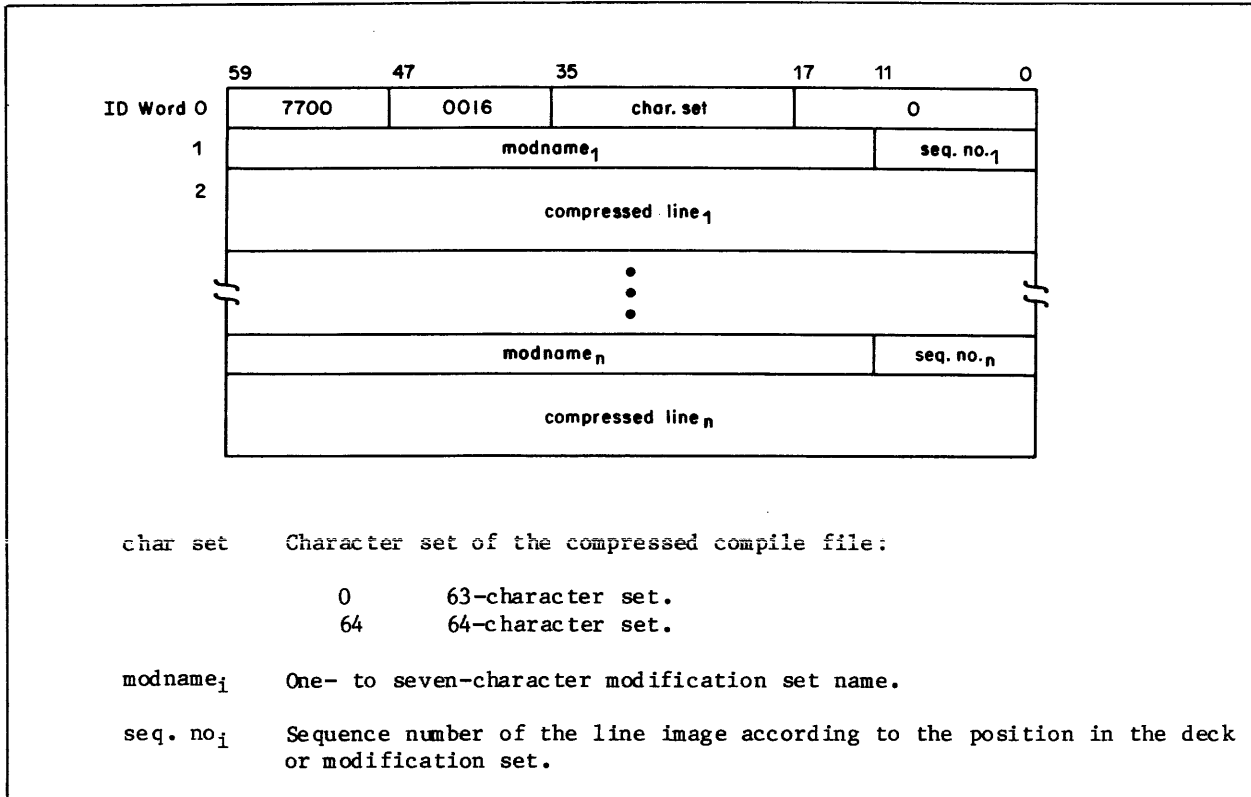 59 47 35 17 11 0
ID Word 0 7700 0016 char. set 0
1 modname1 seq. no.1
2
compressed line1
modnamen seq. no.n
compressed linen
char set Character set of the compressed compile file:
0 63-character set.
64 64-character set.
modnamei One- to seven-character modification set name.
seq. noi Sequence number of the line image according to the position in the deck
or modification set.